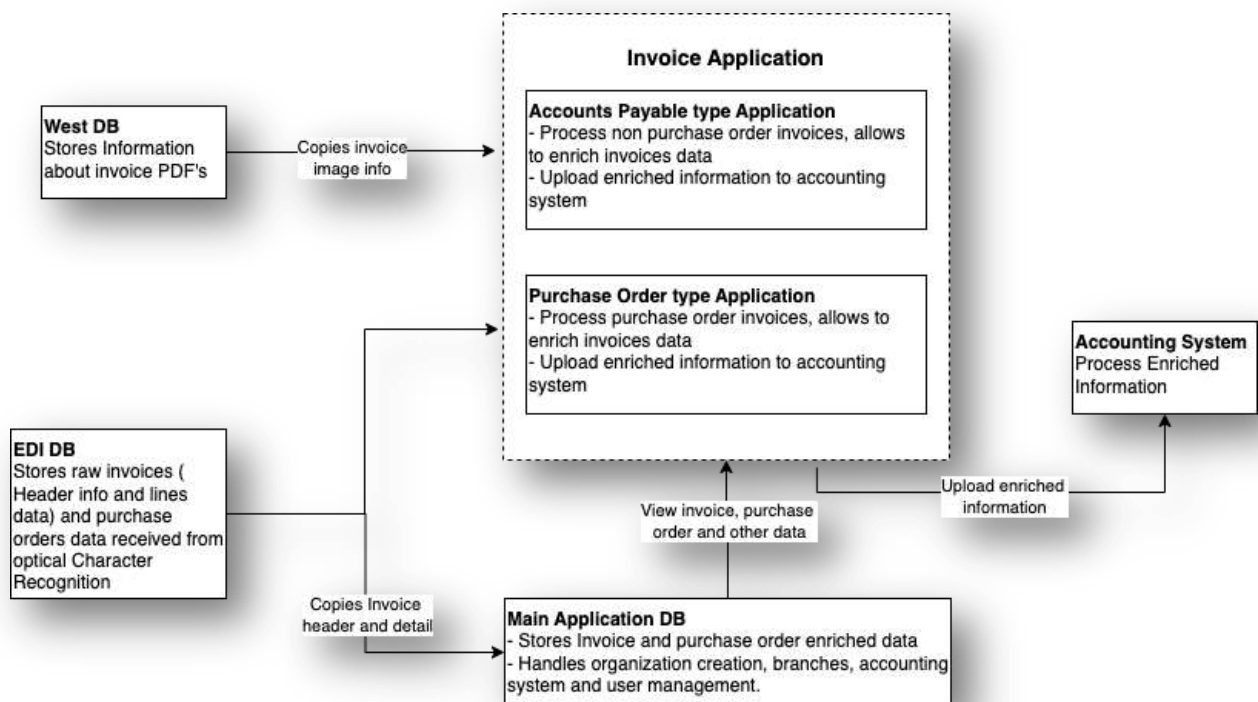 Invoice Application
Accounts Payable type Application
- Process non purchase order invoices, allows
to enrich invoices data
- Upload enriched information to accounting
system
West DB
Stores Information
about invoice PDF's
Copies invoice
image info
Purchase Order type Application
- Process purchase order invoices, allows to
enrich invoices data
- Upload enriched information to accounting
system
Accounting System
Process Enriched
Information
EDI DB
Stores raw invoices (
Header info and lines
data) and purchase
orders data received from
optical Character
Recognition
View invoice, purchase
order and other data
Upload enriched
information
Copies Invoice
header and detail
Main Application DB
- Stores Invoice and purchase order enriched data
- Handles organization creation, branches, accounting
system and user management.